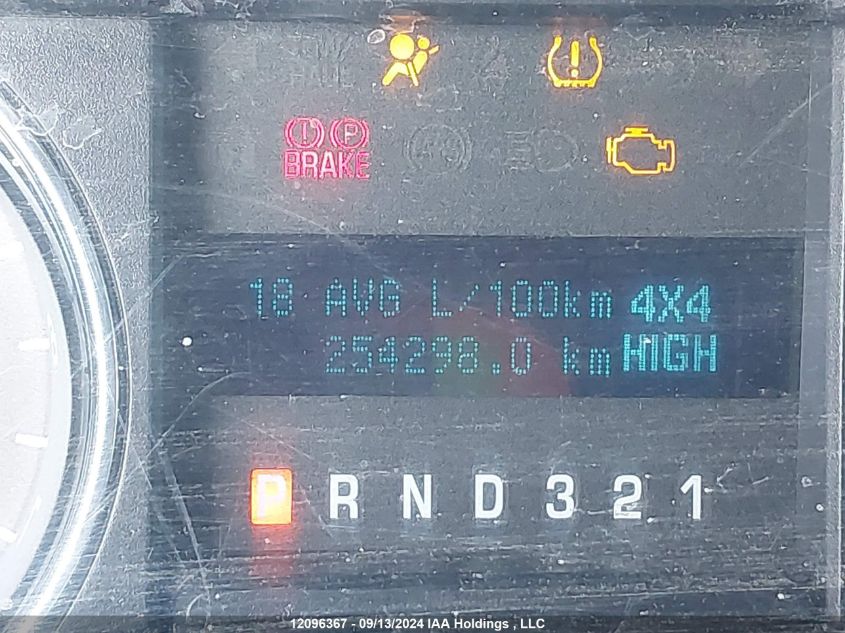 BRAKE
18 AVG L/100km 4X4
254298.0 km HIGH
P R N D 3 2 1
12096367 - 09/13/2024 IAA Holdings , LLC